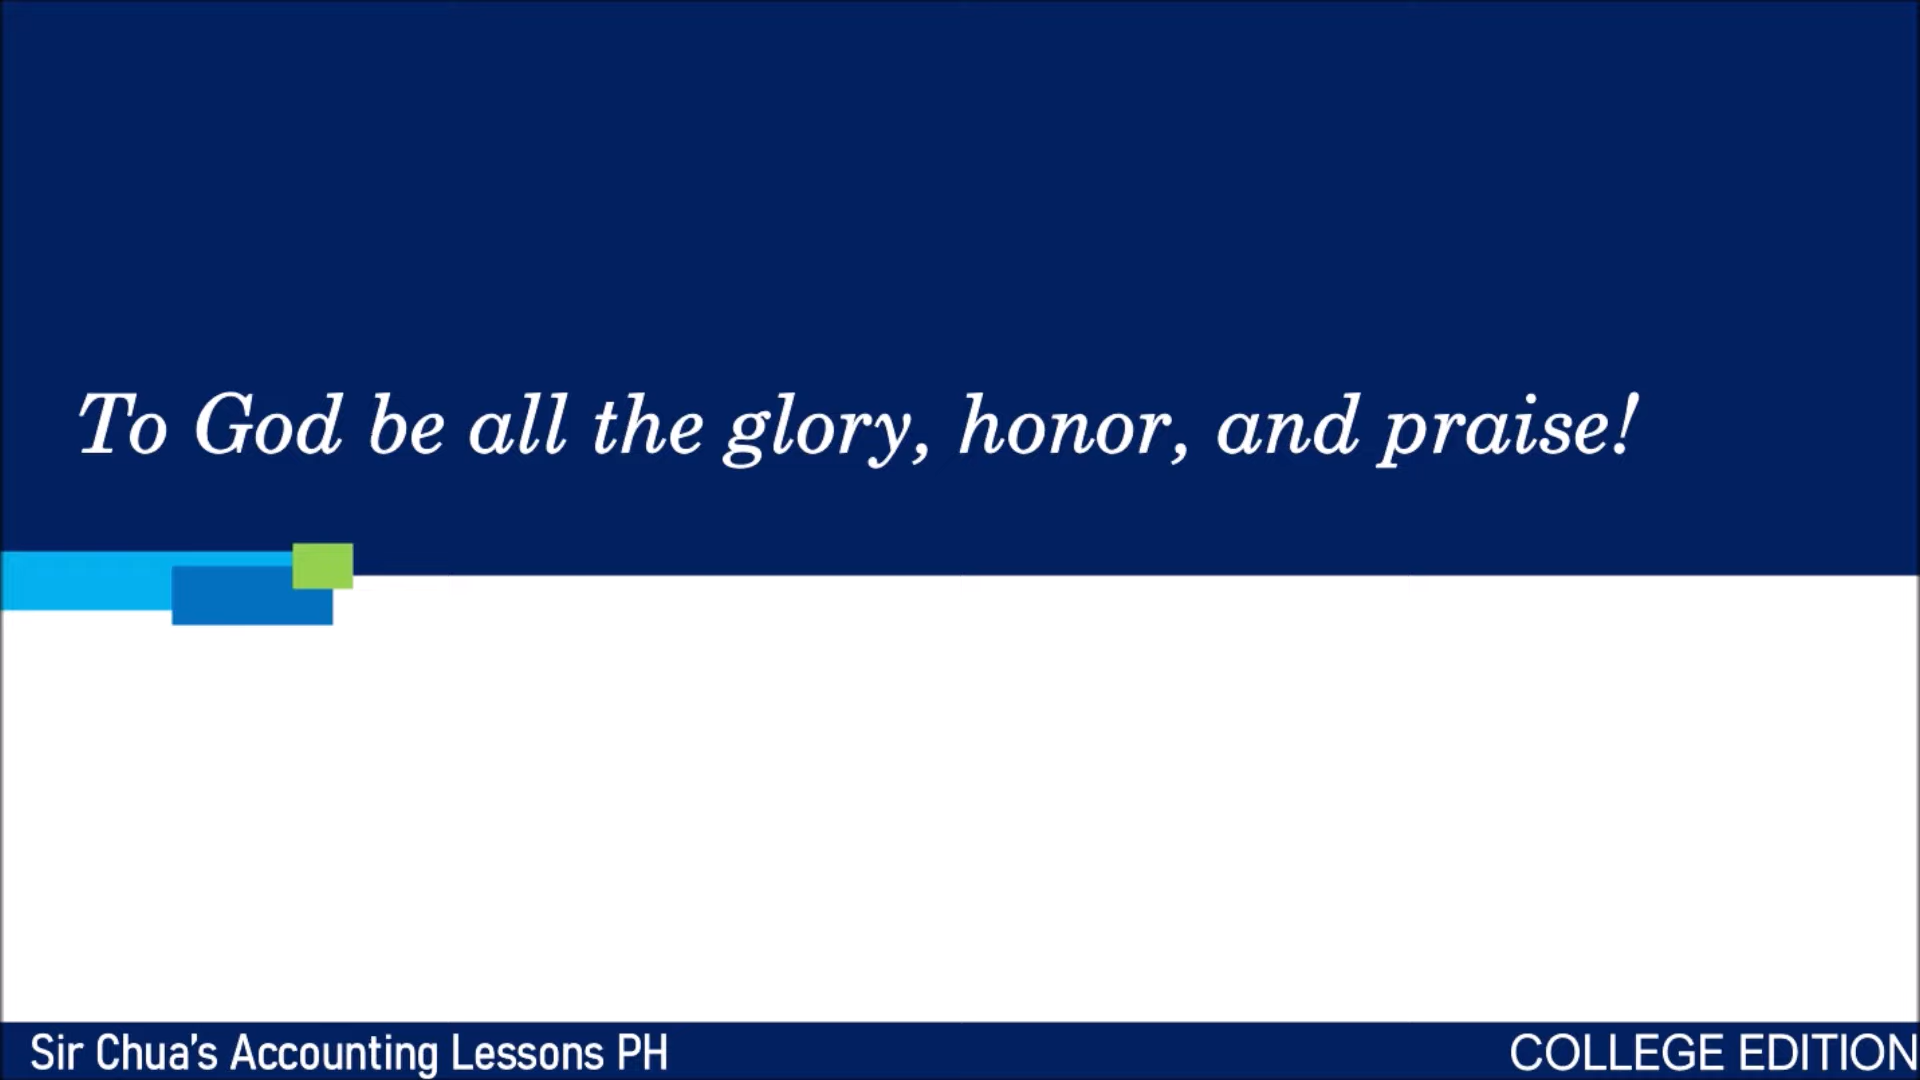 To God be all the glory, honor, and praise!
Sir Chua's Accounting Lessons PH
COLLEGE EDITION